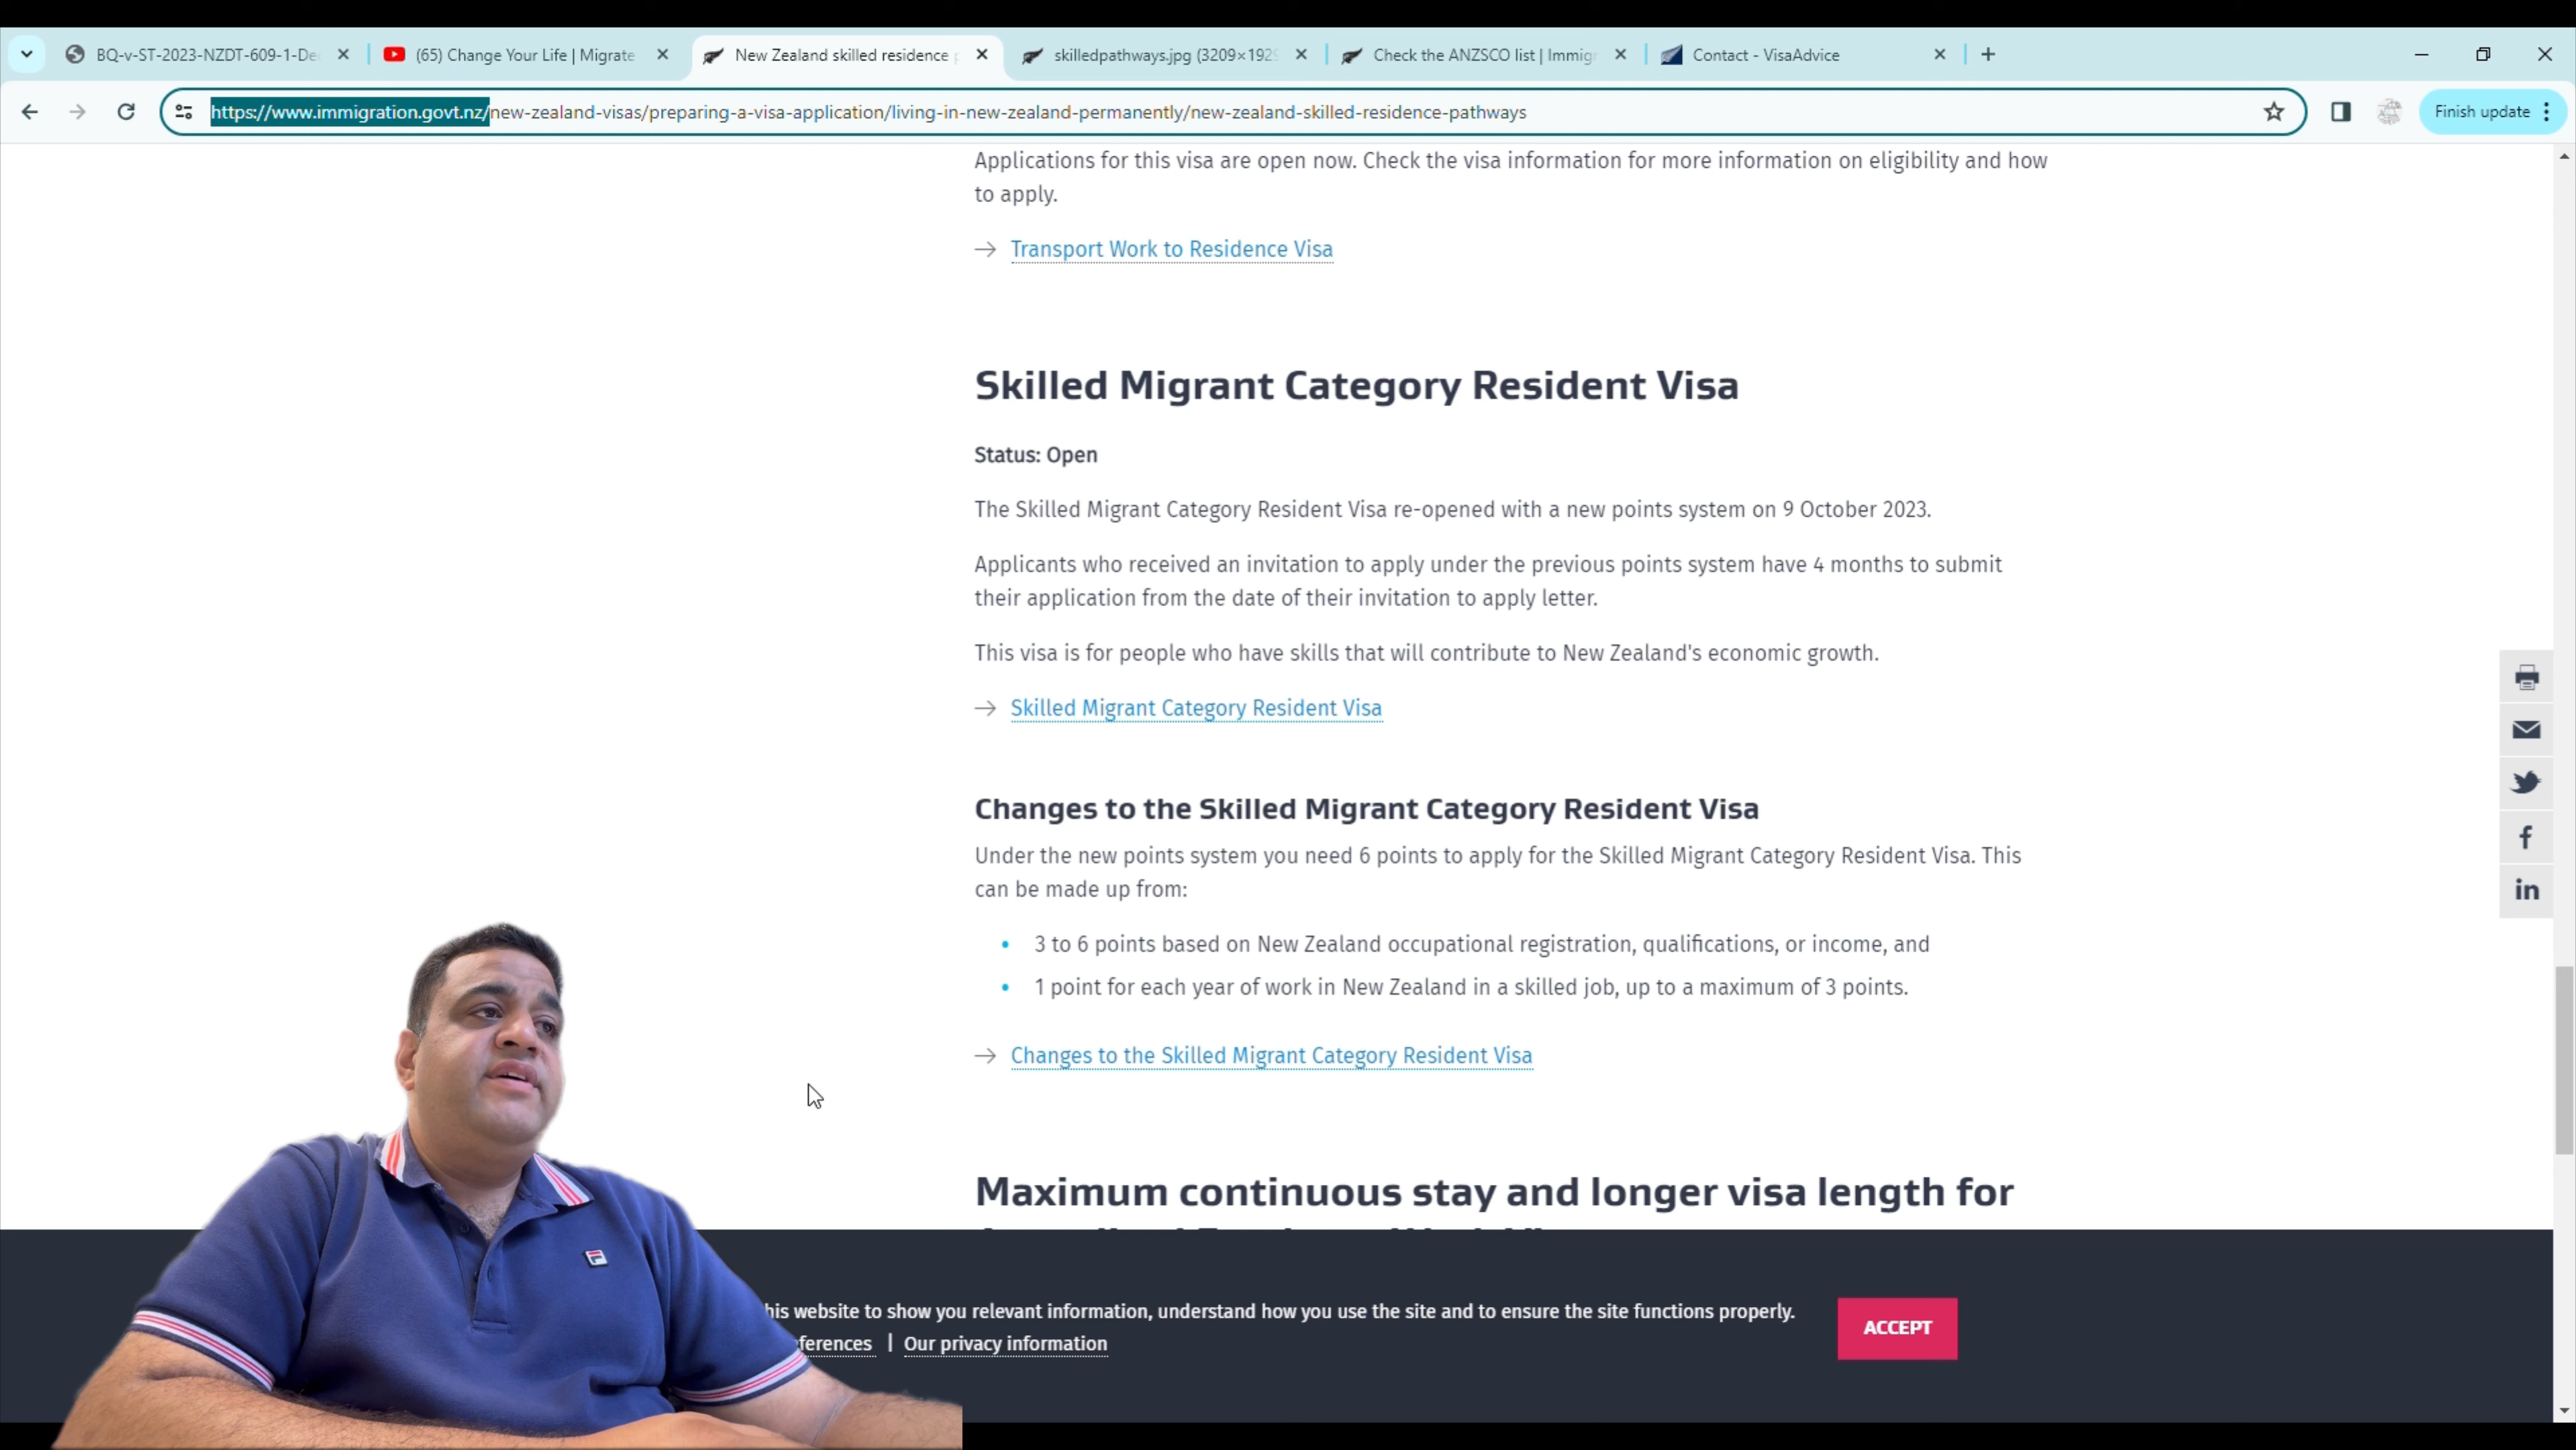 BQ-v-ST-2023-NZDT-609-1-De
(65) Change Your Life | Migrate
New Zealand skilled residence p
skilledpathways.jpg (3209×1929
Check the ANZSCO list | Immigr
Contact - VisaAdvice
https://www.immigration.govt.nz/new-zealand-visas/preparing-a-visa-application/living-in-new-zealand-permanently/new-zealand-skilled-residence-pathways
Finish update
Applications for this visa are open now. Check the visa information for more information on eligibility and how
to apply.
Transport Work to Residence Visa
Skilled Migrant Category Resident Visa
Status: Open
The Skilled Migrant Category Resident Visa re-opened with a new points system on 9 October 2023.
Applicants who received an invitation to apply under the previous points system have 4 months to submit
their application from the date of their invitation to apply letter.
This visa is for people who have skills that will contribute to New Zealand's economic growth.
Skilled Migrant Category Resident Visa
Changes to the Skilled Migrant Category Resident Visa
Under the new points system you need 6 points to apply for the Skilled Migrant Category Resident Visa. This
can be made up from:
• 3 to 6 points based on New Zealand occupational registration, qualifications, or income, and
• 1 point for each year of work in New Zealand in a skilled job, up to a maximum of 3 points.
Changes to the Skilled Migrant Category Resident Visa
Maximum continuous stay and longer visa length for
his website to show you relevant information, understand how you use the site and to ensure the site functions properly.
ferences | Our privacy information
ACCEPT